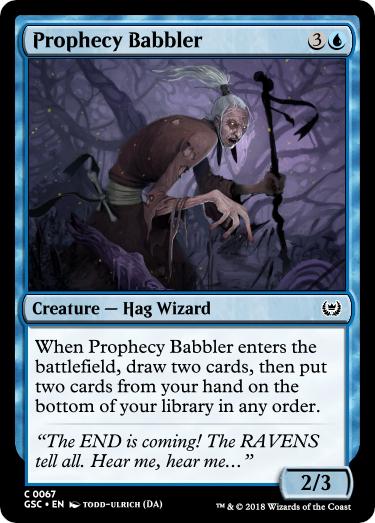 Prophecy Babbler 3
Creature — Hag Wizard
When Prophecy Babbler enters the
battlefield, draw two cards, then put
two cards from your hand on the
bottom of your library in any order.
“The END is coming! The RAVENS
tell all. Hear me, hear me…”
2/3
C 0067
GSC • EN TODD-ULRICH (DA)
™ & © 2018 Wizards of the Coast